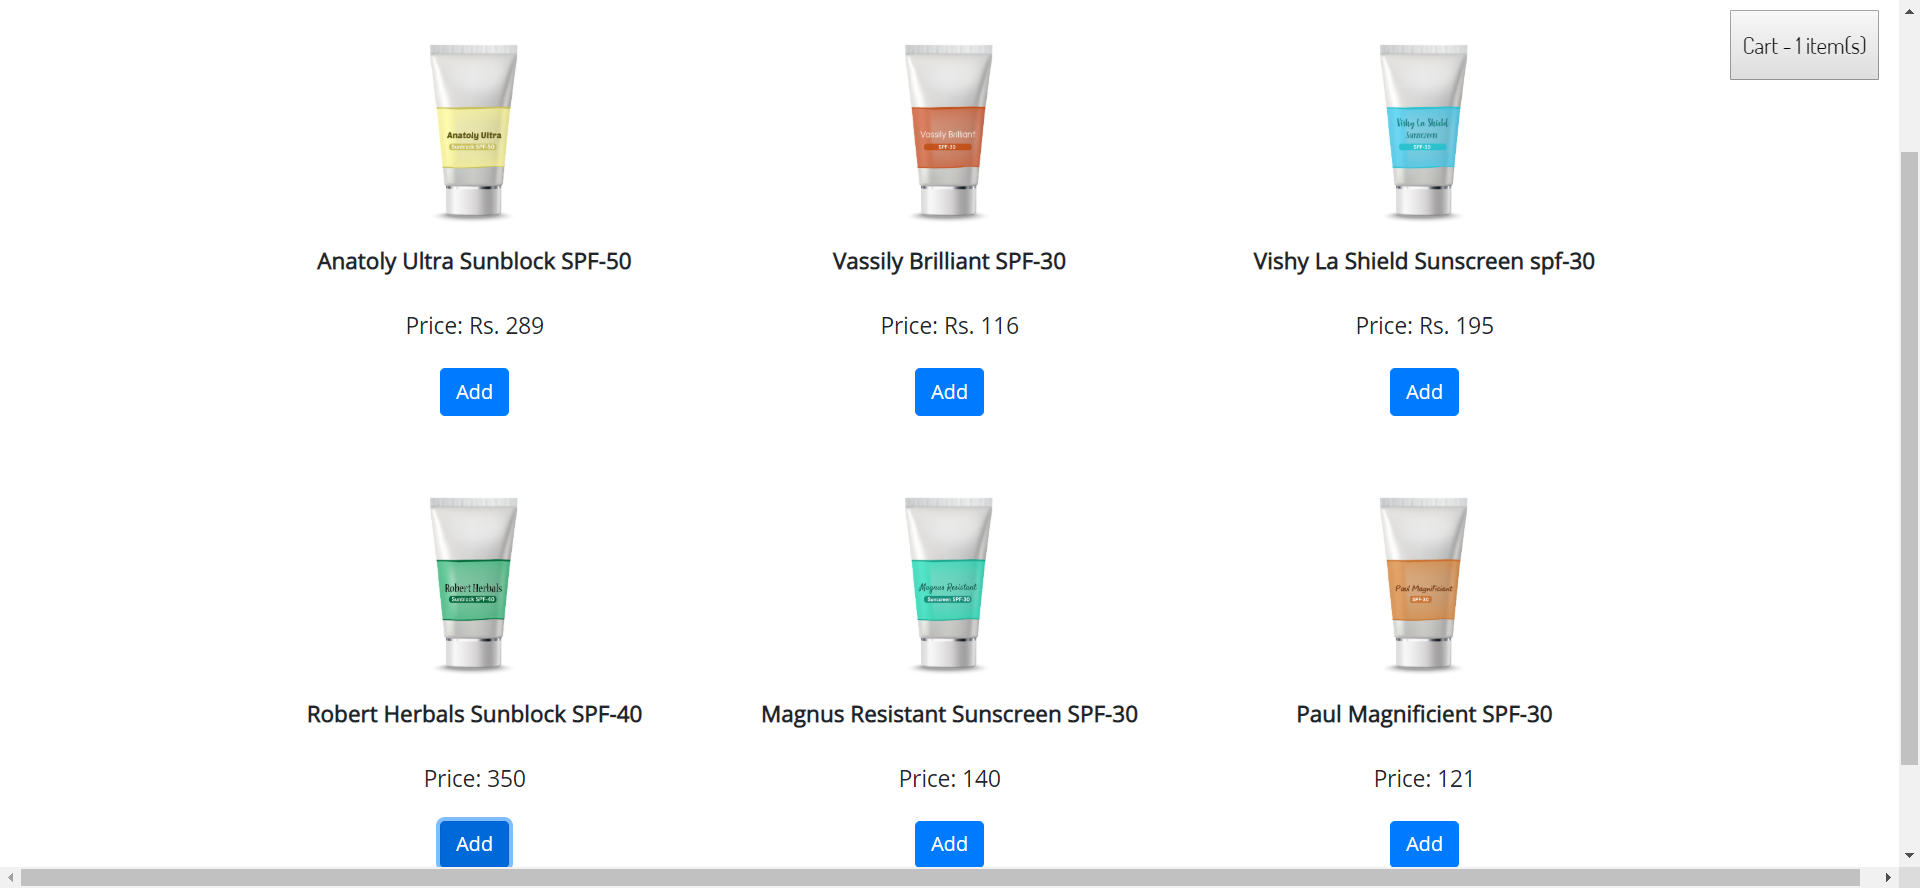 Cart - 1 item(s)
Anatoly Ultra
Sunblock SPF-50
Vassily Brilliant
SPF-30
Vishy La Shield
Sunscreen
SPF-30
Anatoly Ultra Sunblock SPF-50
Vassily Brilliant SPF-30
Vishy La Shield Sunscreen spf-30
Price: Rs. 289
Price: Rs. 116
Price: Rs. 195
Add
Add
Add
Robert Herbals
Sunblock SPF-40
Magnus Resistant
Sunscreen SPF-30
Paul Magnificient
SPF-30
Robert Herbals Sunblock SPF-40
Magnus Resistant Sunscreen SPF-30
Paul Magnificient SPF-30
Price: 350
Price: 140
Price: 121
Add
Add
Add